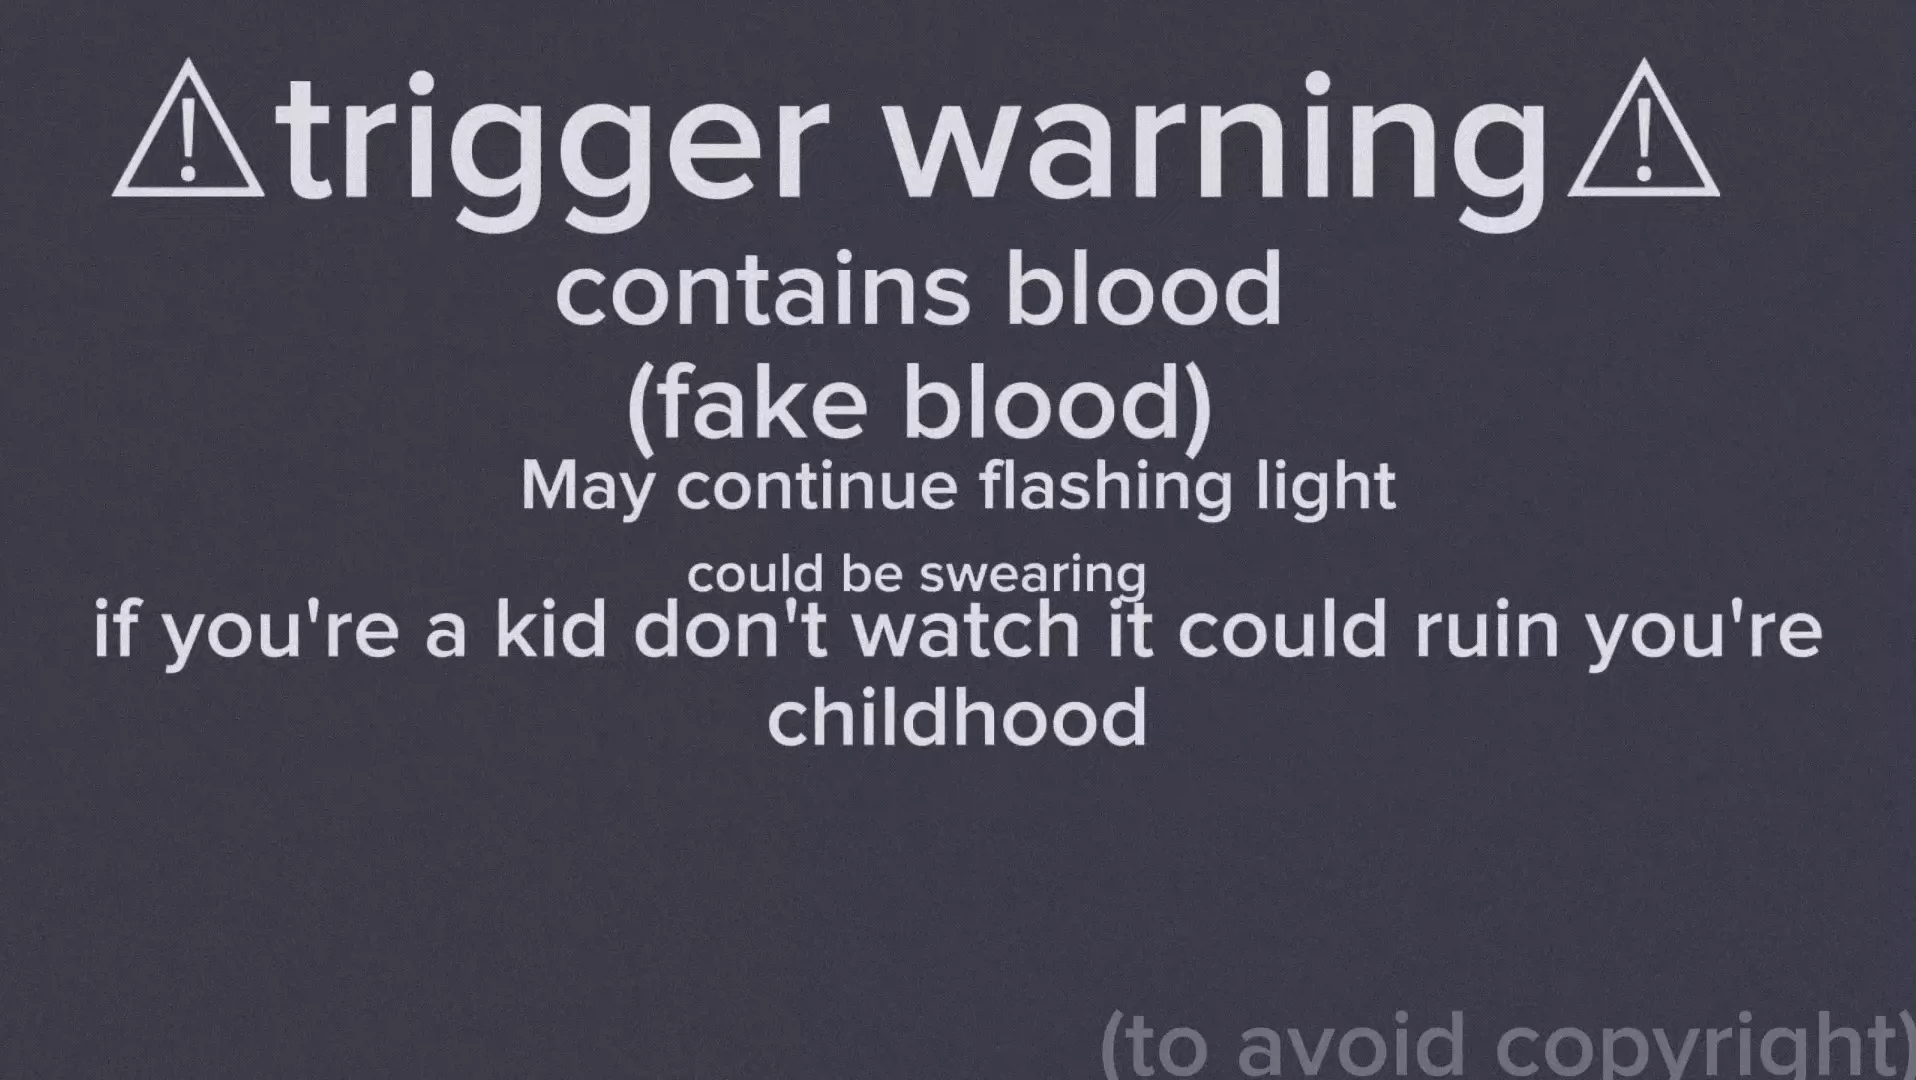 ⚠trigger warning⚠
contains blood
(fake blood)
May continue flashing light
could be swearing
if you're a kid don't watch it could ruin you're
childhood
(to avoid copyright)